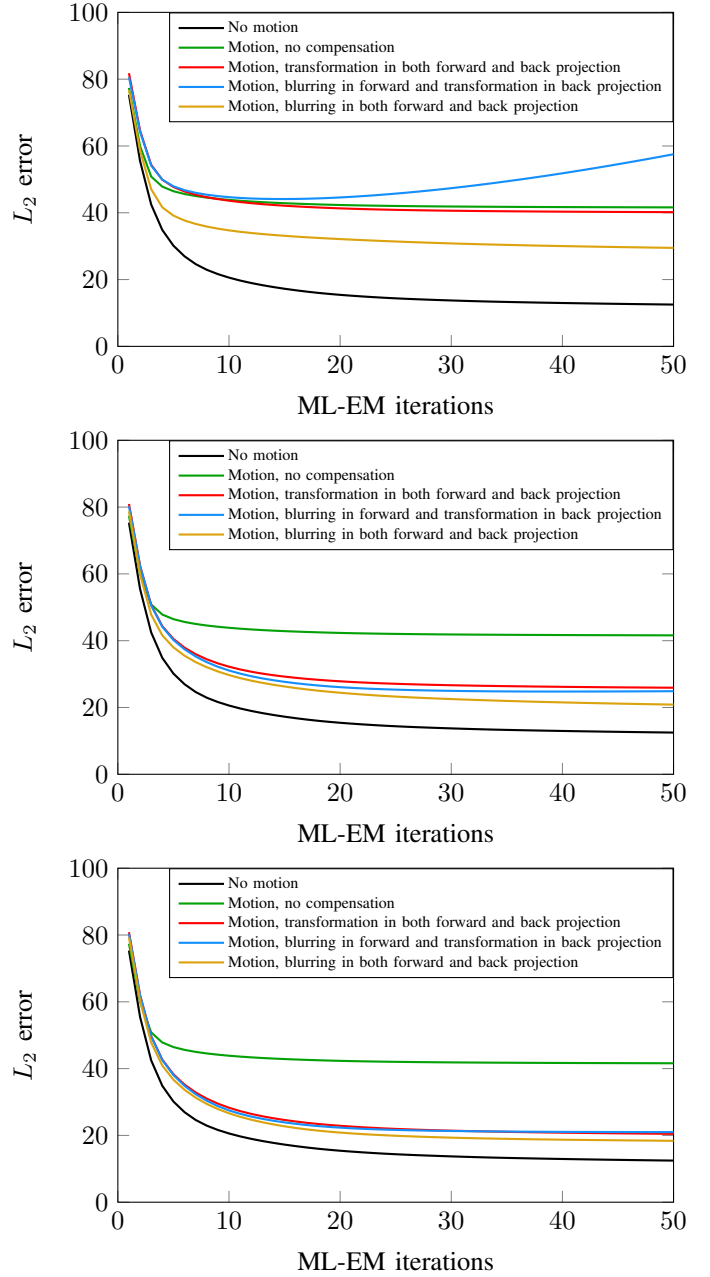 100
80
60
40
20
0
L2 error
No motion
Motion, no compensation
Motion, transformation in both forward and back projection
Motion, blurring in forward and transformation in back projection
Motion, blurring in both forward and back projection
0 10 20 30 40 50
ML-EM iterations
100
80
60
40
20
0
L2 error
No motion
Motion, no compensation
Motion, transformation in both forward and back projection
Motion, blurring in forward and transformation in back projection
Motion, blurring in both forward and back projection
0 10 20 30 40 50
ML-EM iterations
100
80
60
40
20
0
L2 error
No motion
Motion, no compensation
Motion, transformation in both forward and back projection
Motion, blurring in forward and transformation in back projection
Motion, blurring in both forward and back projection
0 10 20 30 40 50
ML-EM iterations